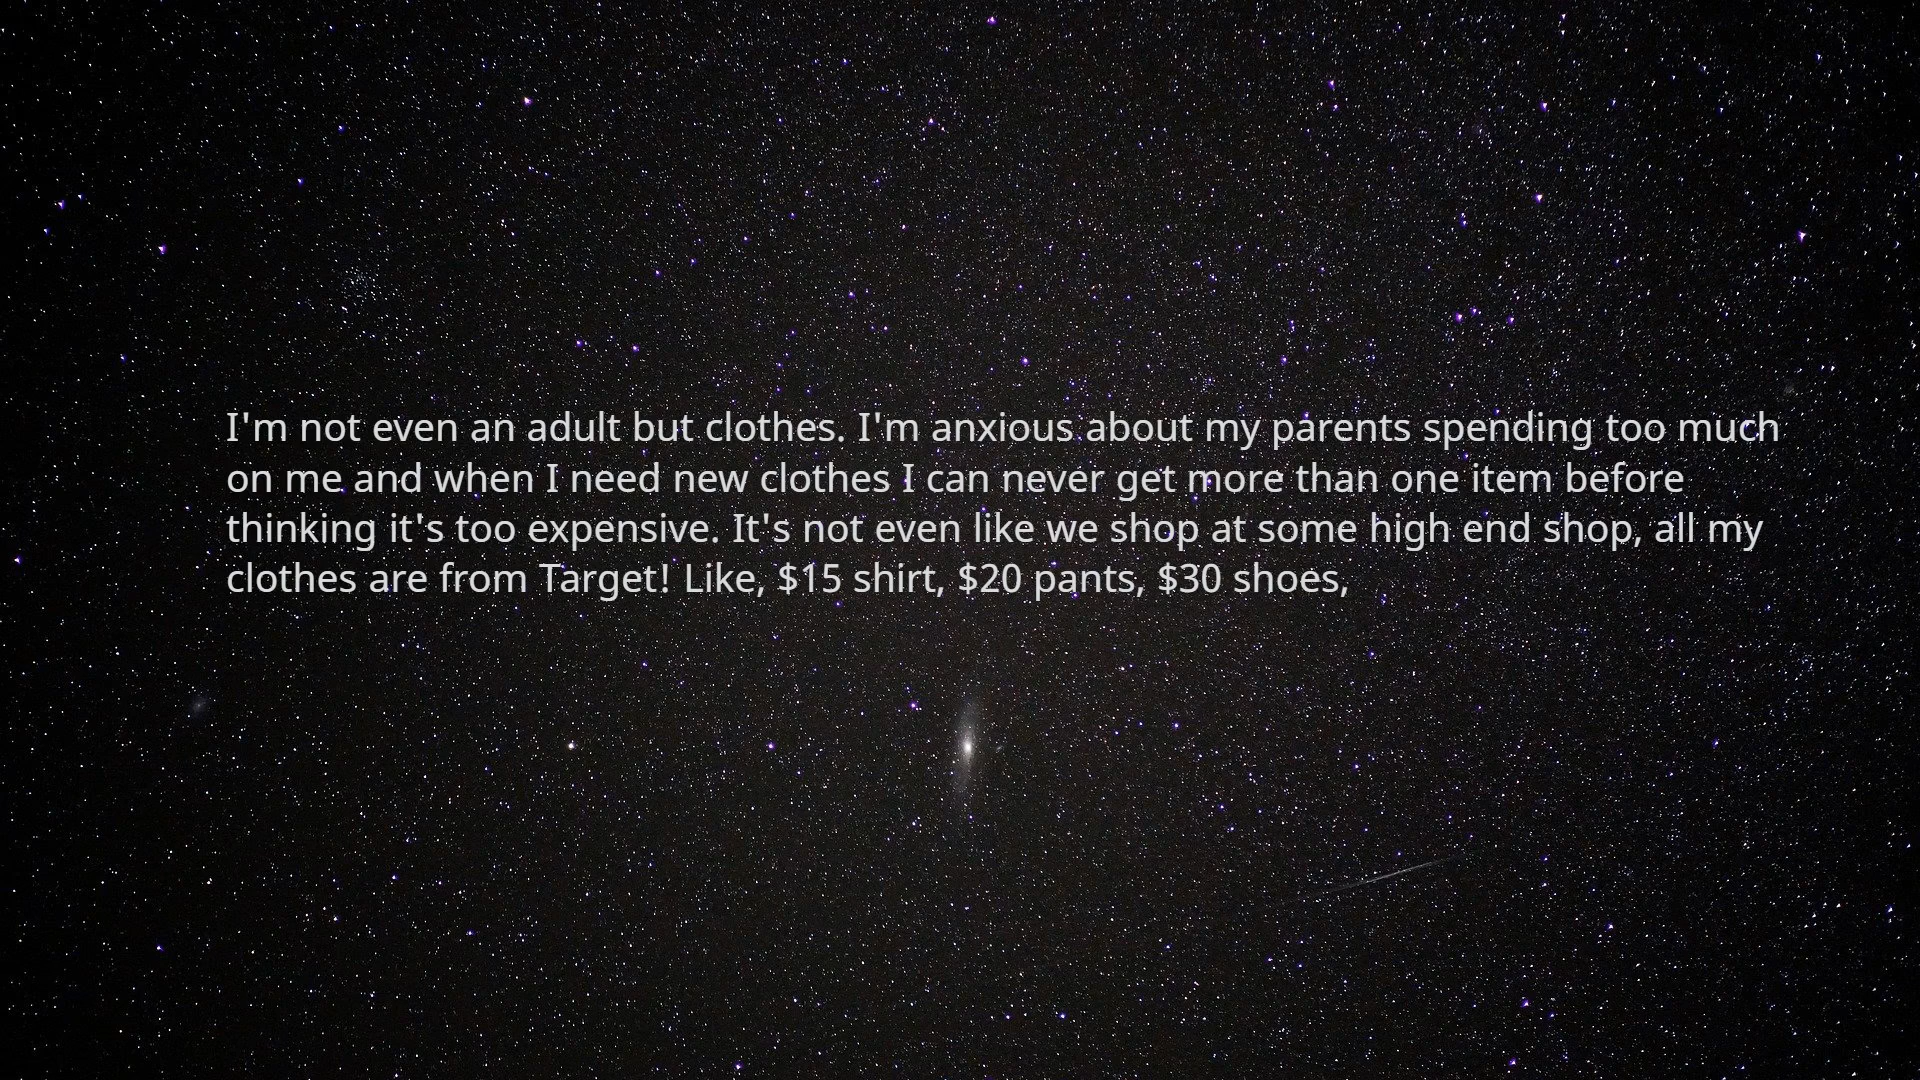 I'm not even an adult but clothes. I'm anxious about my parents spending too much
on me and when I need new clothes I can never get more than one item before
thinking it's too expensive. It's not even like we shop at some high end shop, all my
clothes are from Target! Like, $15 shirt, $20 pants, $30 shoes,